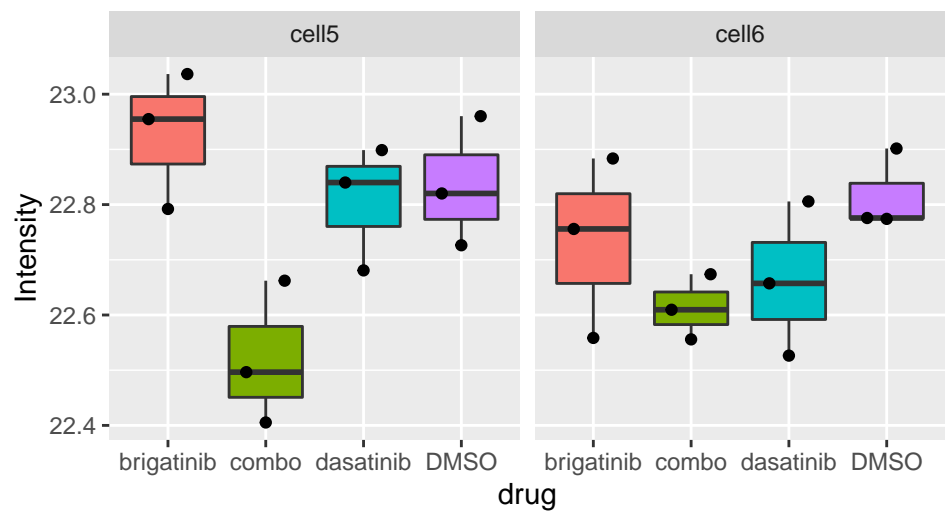 cell5 cell6
Intensity
23.0
22.8
22.6
22.4
brigatinib combo dasatinib DMSO brigatinib combo dasatinib DMSO
drug